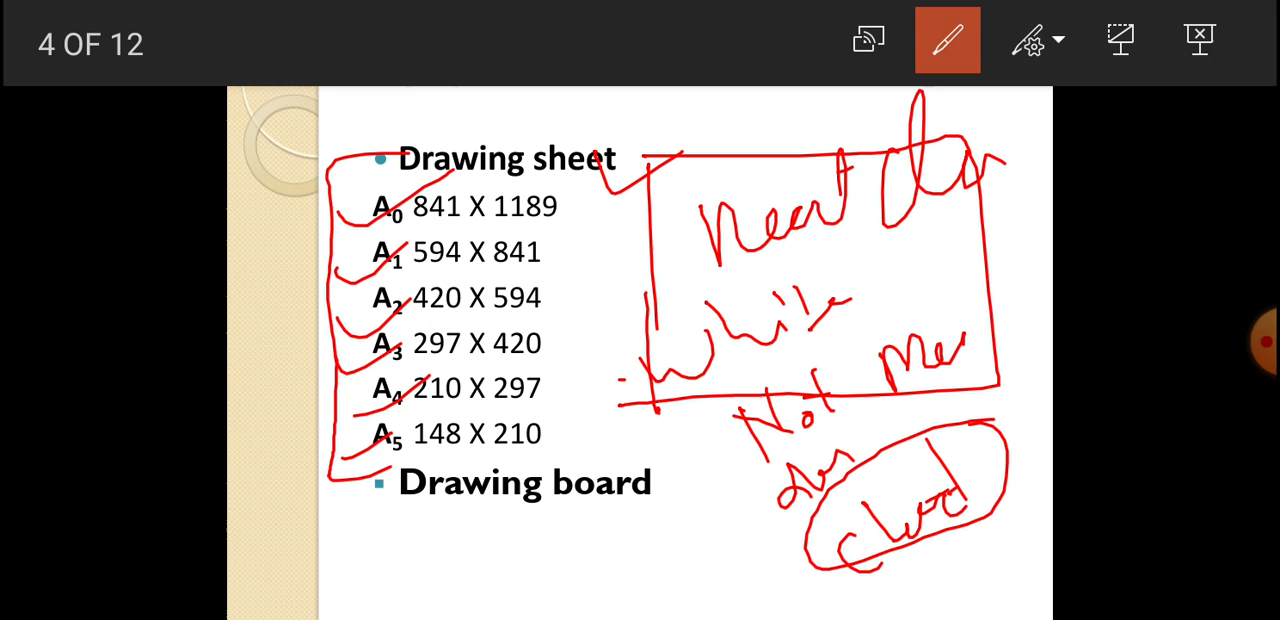 4 OF 12
Drawing sheet
A0 841 X 1189
A1 594 X 841
A2 420 X 594
A3 297 X 420
A4 210 X 297
A5 148 X 210
Drawing board
Neat
Not